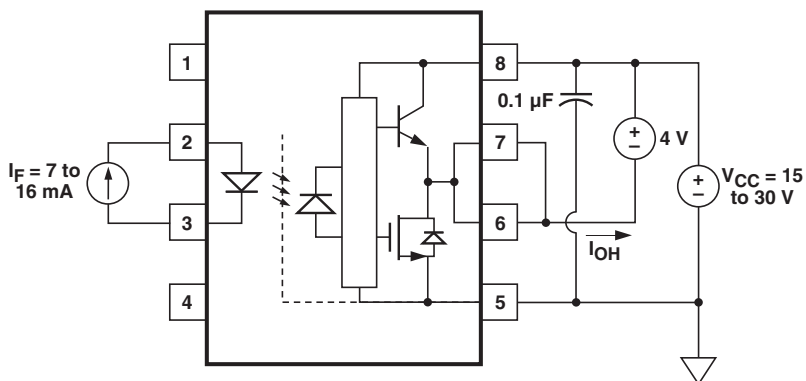 1
8
0.1 µF
2
7
+
−
4 V
I_F = 7 to
16 mA
+
−
V_CC = 15
to 30 V
3
6
I_OH
4
5